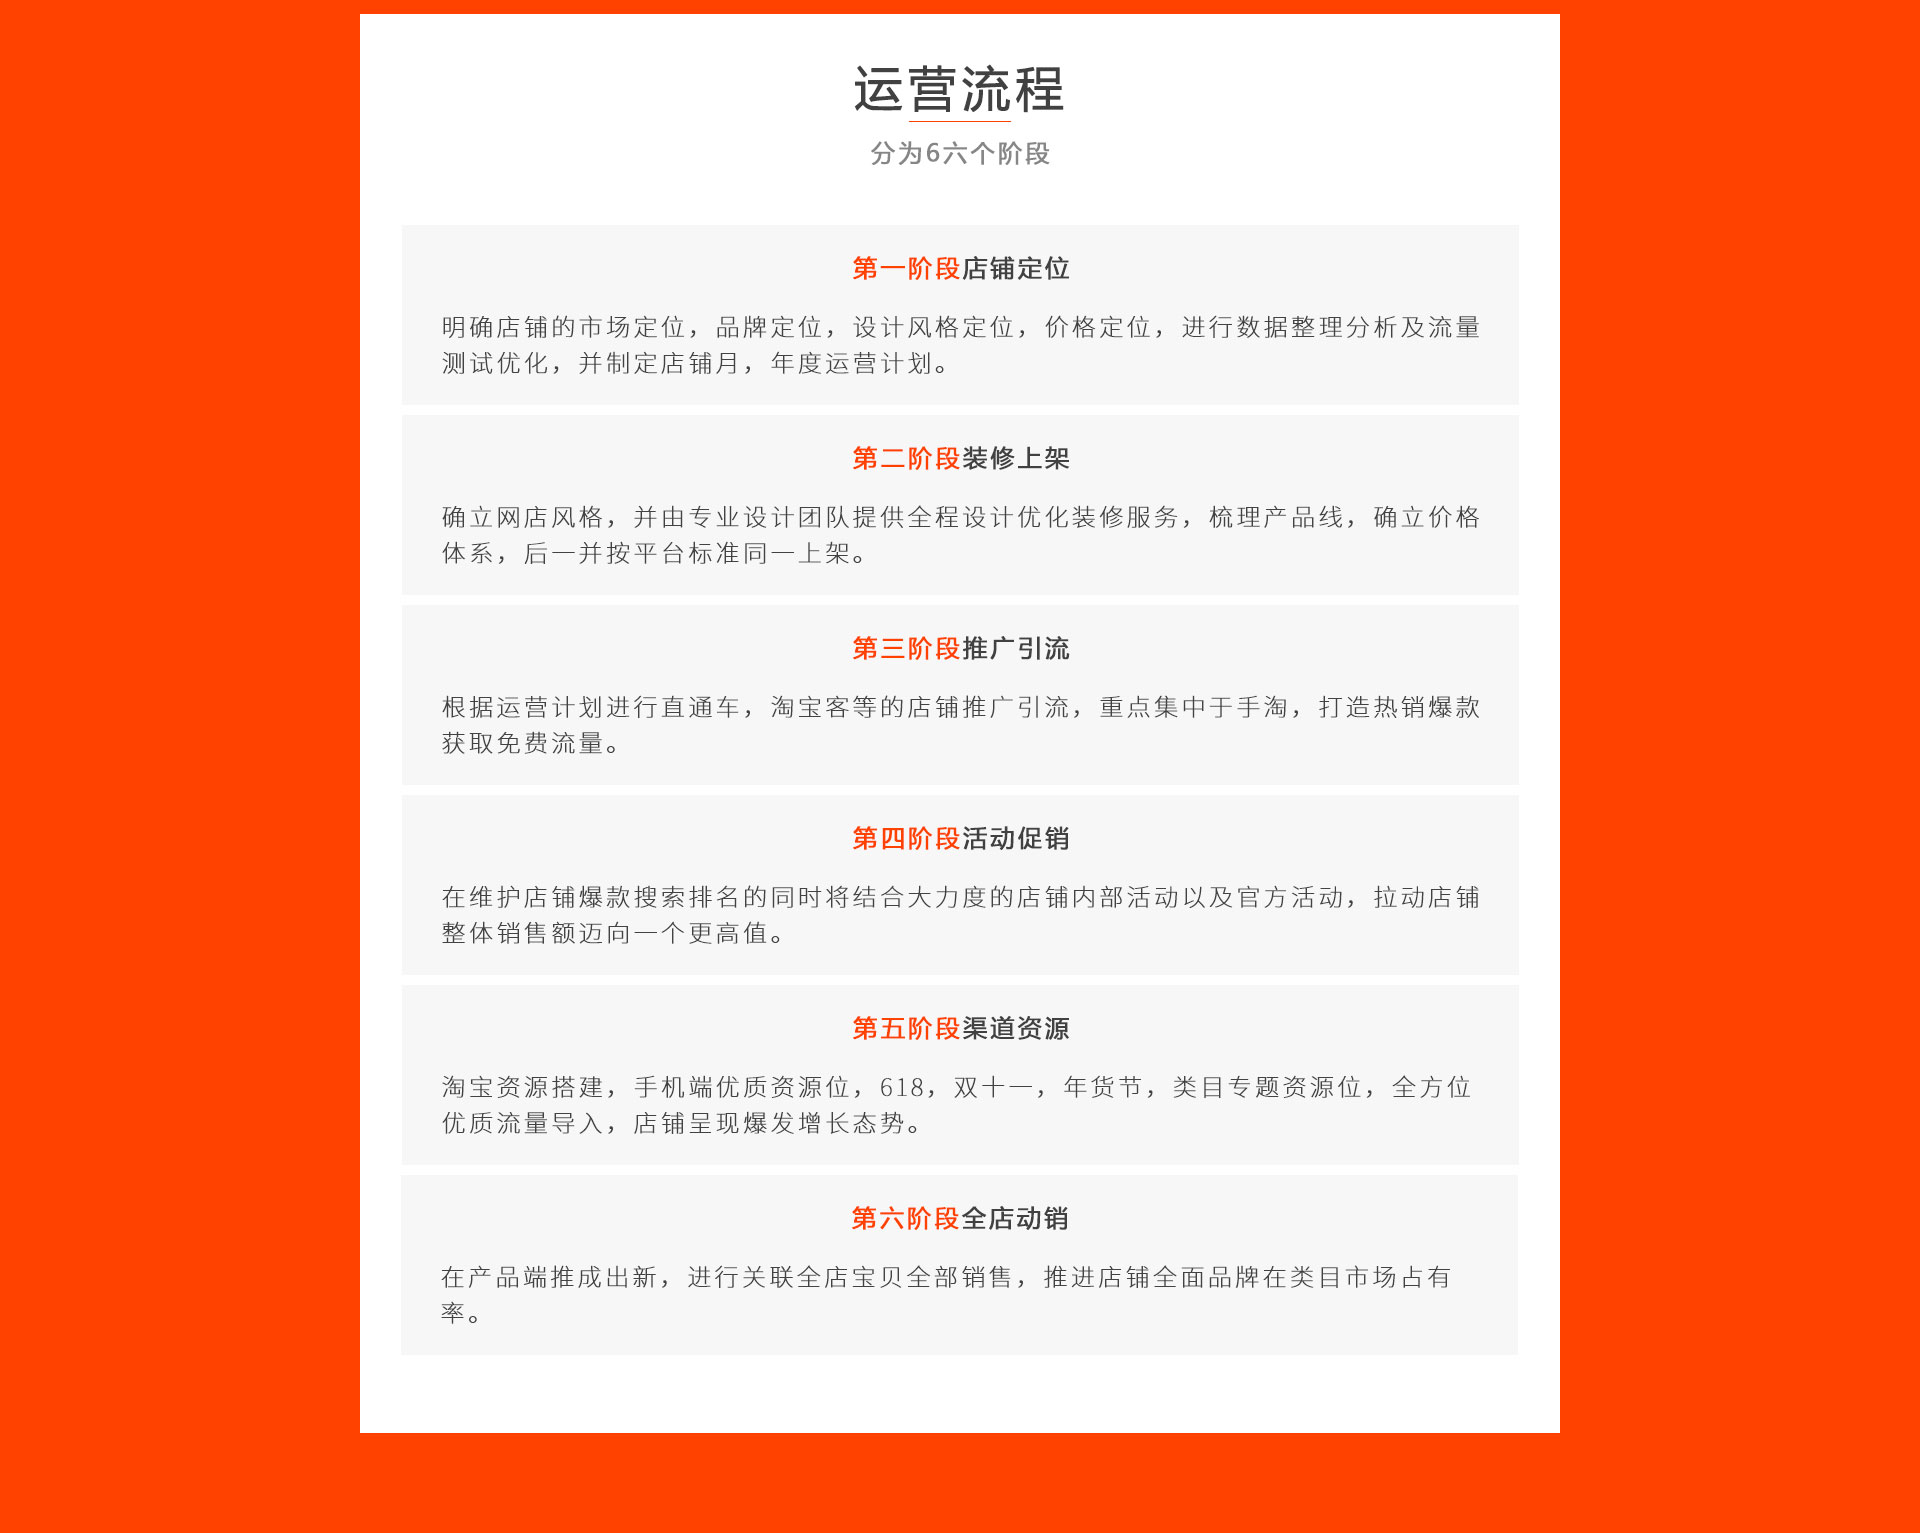 运营流程
分为6六个阶段
第一阶段店铺定位
明确店铺的市场定位，品牌定位，设计风格定位，价格定位，进行数据整理分析及流量
测试优化，并制定店铺月，年度运营计划。
第二阶段装修上架
确立网店风格，并由专业设计团队提供全程设计优化装修服务，梳理产品线，确立价格
体系，后一并按平台标准同一上架。
第三阶段推广引流
根据运营计划进行直通车，淘宝客等的店铺推广引流，重点集中于手淘，打造热销爆款
获取免费流量。
第四阶段活动促销
在维护店铺爆款搜索排名的同时将结合大力度的店铺内部活动以及官方活动，拉动店铺
整体销售额迈向一个更高值。
第五阶段渠道资源
淘宝资源搭建，手机端优质资源位，618，双十一，年货节，类目专题资源位，全方位
优质流量导入，店铺呈现爆发增长态势。
第六阶段全店动销
在产品端推成出新，进行关联全店宝贝全部销售，推进店铺全面品牌在类目市场占有
率。